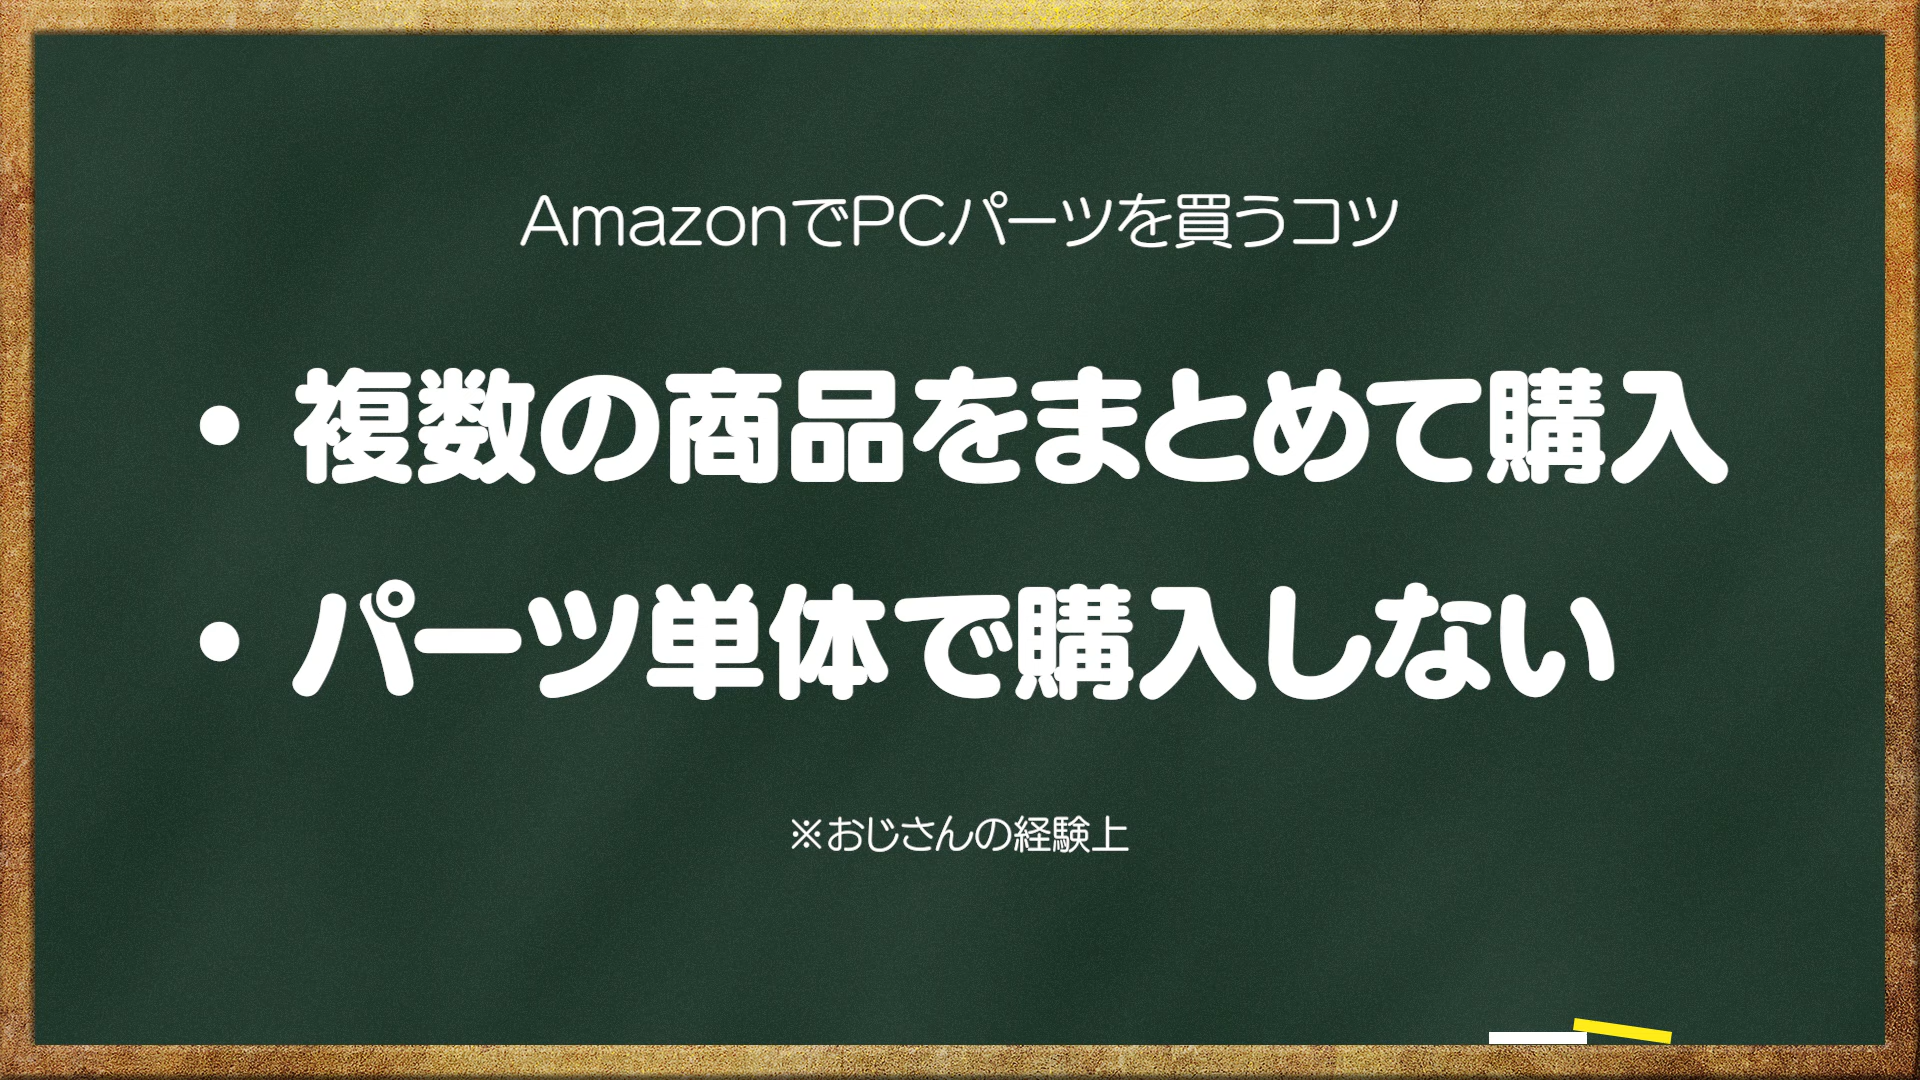 AmazonでPCパーツを買うコツ
・複数の商品をまとめて購入
・パーツ単体で購入しない
※おじさんの経験上